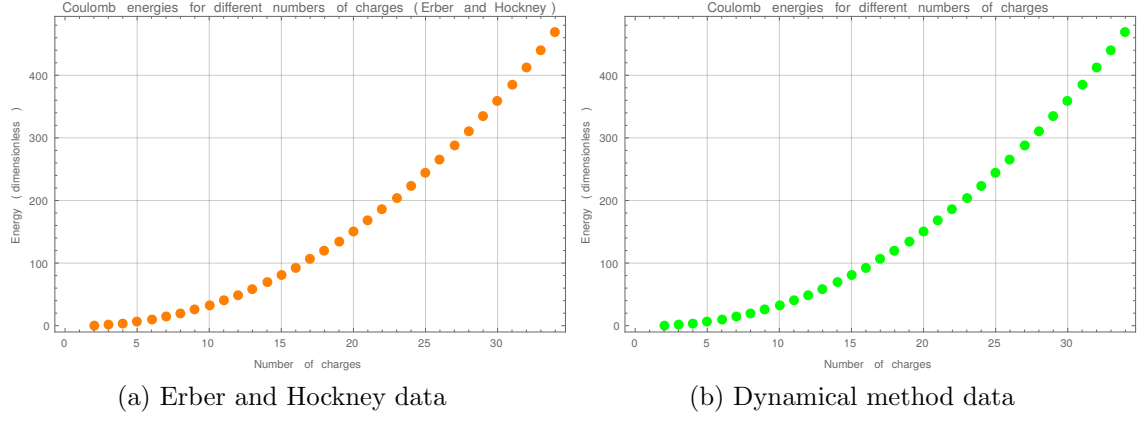 Coulomb energies for different numbers of charges ( Erber and Hockney )
Energy ( dimensionless )
400
300
200
100
0
0 5 10 15 20 25 30
Number of charges
(a) Erber and Hockney data
Coulomb energies for different numbers of charges
Energy ( dimensionless )
400
300
200
100
0
0 5 10 15 20 25 30
Number of charges
(b) Dynamical method data